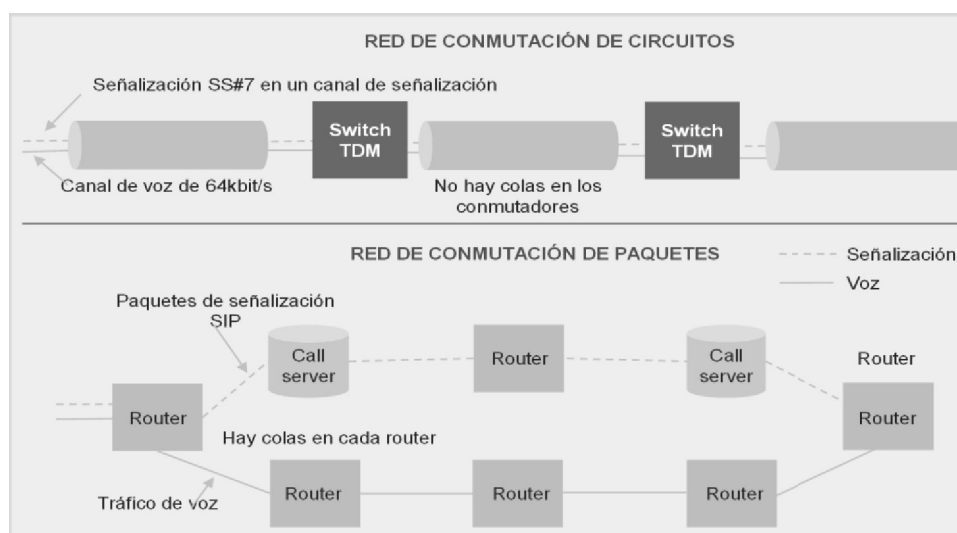 RED DE CONMUTACIÓN DE CIRCUITOS
Señalización SS#7 en un canal de señalización
Switch
TDM
Switch
TDM
Canal de voz de 64kbit/s
No hay colas en los
conmutadores
RED DE CONMUTACIÓN DE PAQUETES
Señalización
Voz
Paquetes de señalización
SIP
Call
server
Router
Call
server
Router
Router
Router
Hay colas en cada router
Router
Router
Router
Tráfico de voz